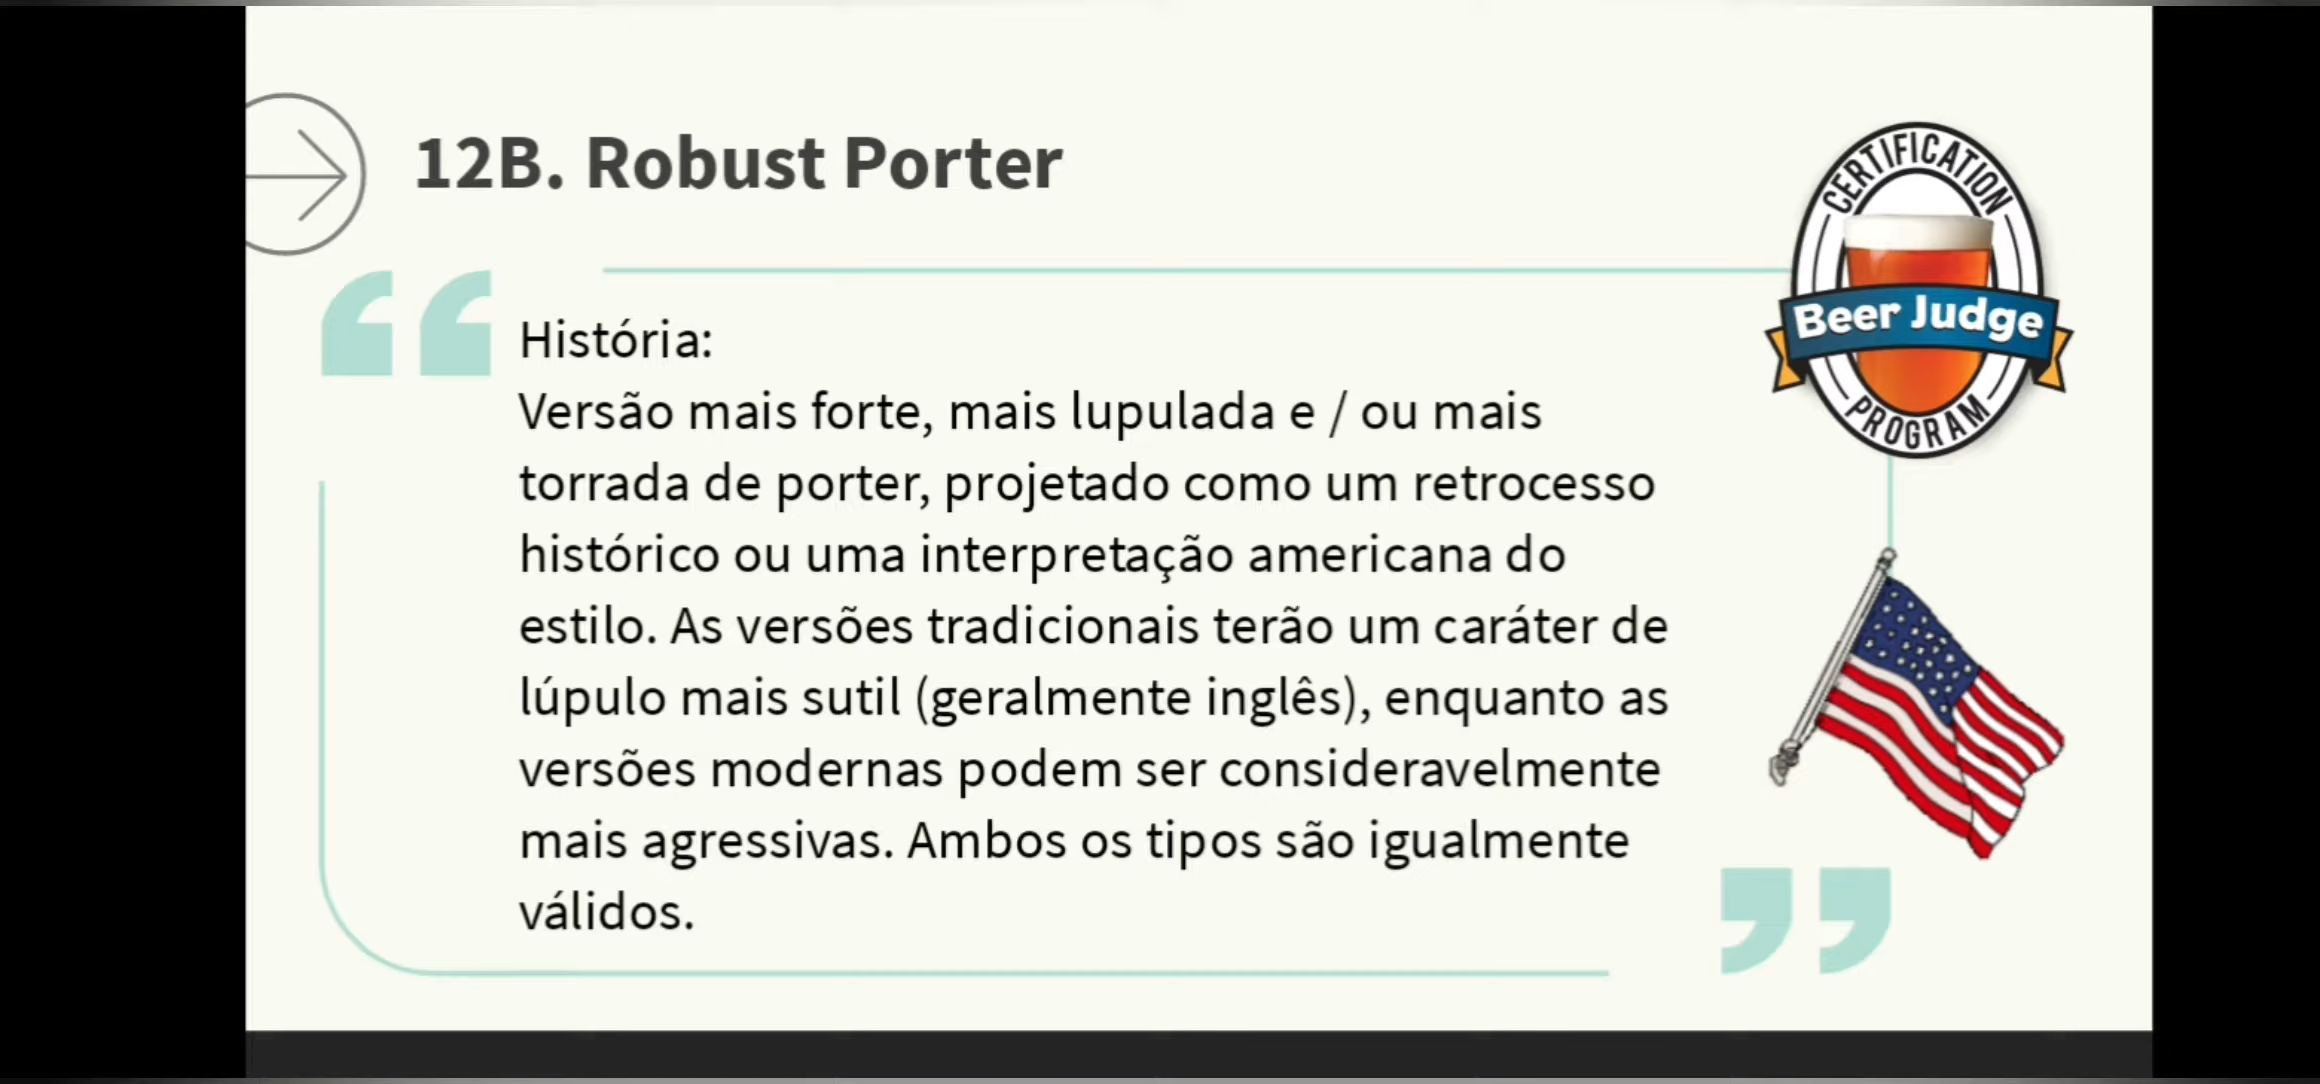 12B. Robust Porter
CERTIFICATION
Beer Judge
PROGRAM
História:
Versão mais forte, mais lupulada e / ou mais
torrada de porter, projetado como um retrocesso
histórico ou uma interpretação americana do
estilo. As versões tradicionais terão um caráter de
lúpulo mais sutil (geralmente inglês), enquanto as
versões modernas podem ser consideravelmente
mais agressivas. Ambos os tipos são igualmente
válidos.